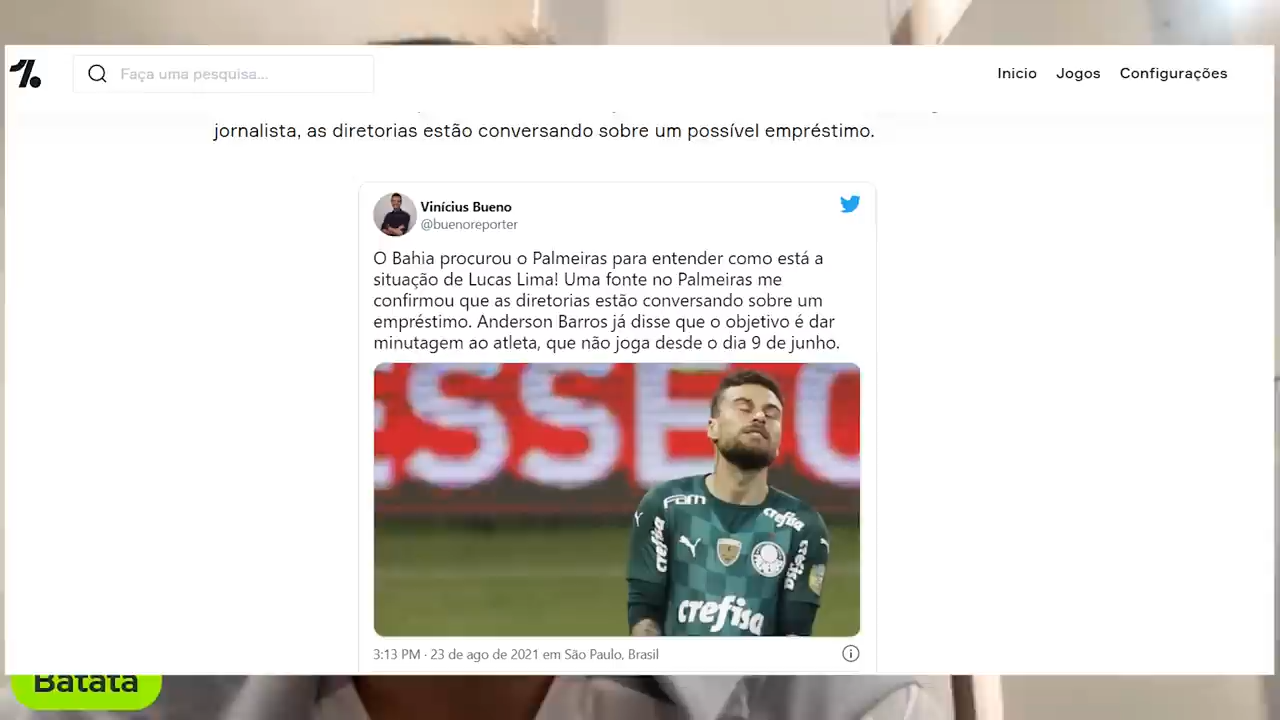 Faça uma pesquisa...
Inicio
Jogos
Configurações
jornalista, as diretorias estão conversando sobre um possível empréstimo.
Vinícius Bueno
@buenoreporter
O Bahia procurou o Palmeiras para entender como está a
situação de Lucas Lima! Uma fonte no Palmeiras me
confirmou que as diretorias estão conversando sobre um
empréstimo. Anderson Barros já disse que o objetivo é dar
minutagem ao atleta, que não joga desde o dia 9 de junho.
ESSE
fam
crefisa
crefisa
crefisa
crefisa
3:13 PM · 23 de ago de 2021 em São Paulo, Brasil
Batata